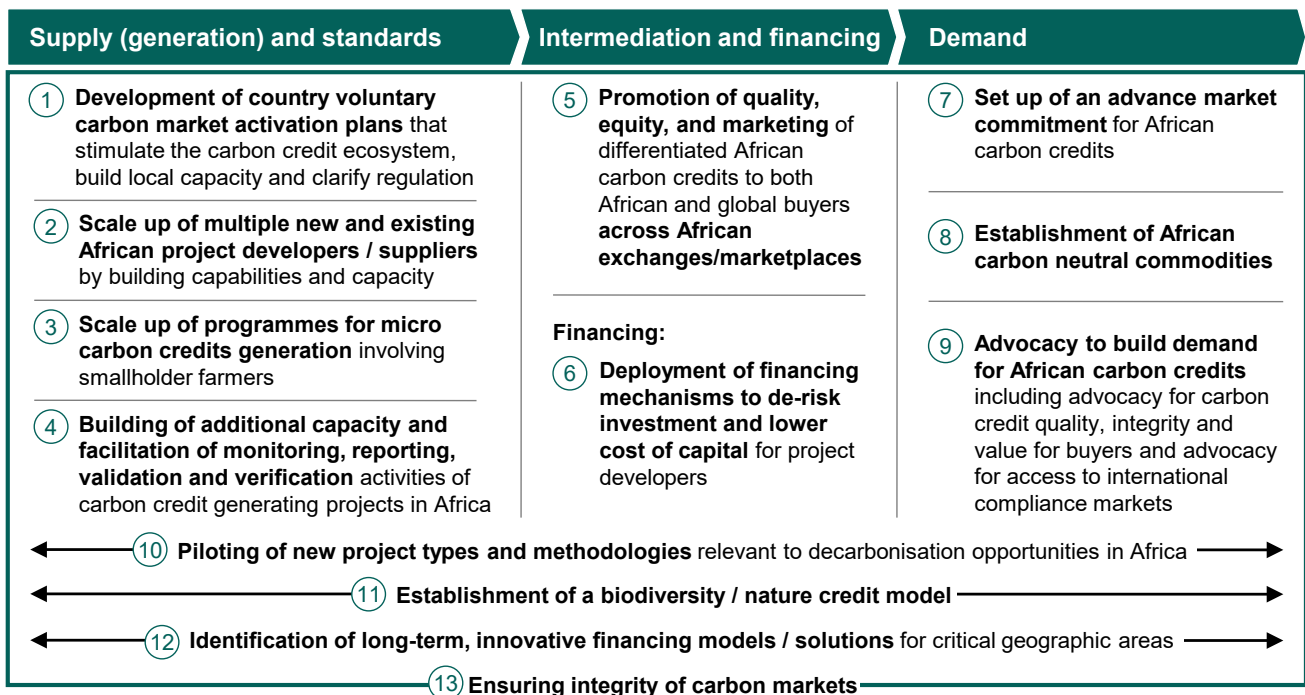 Supply (generation) and standards
Intermediation and financing
Demand
1 Development of country voluntary
carbon market activation plans that
stimulate the carbon credit ecosystem,
build local capacity and clarify regulation
2 Scale up of multiple new and existing
African project developers / suppliers
by building capabilities and capacity
3 Scale up of programmes for micro
carbon credits generation involving
smallholder farmers
4 Building of additional capacity and
facilitation of monitoring, reporting,
validation and verification activities of
carbon credit generating projects in Africa
5 Promotion of quality,
equity, and marketing of
differentiated African
carbon credits to both
African and global buyers
across African
exchanges/marketplaces
Financing:
6 Deployment of financing
mechanisms to de-risk
investment and lower
cost of capital for project
developers
7 Set up of an advance market
commitment for African
carbon credits
8 Establishment of African
carbon neutral commodities
9 Advocacy to build demand
for African carbon credits
including advocacy for carbon
credit quality, integrity and
value for buyers and advocacy
for access to international
compliance markets
10 Piloting of new project types and methodologies relevant to decarbonisation opportunities in Africa
11 Establishment of a biodiversity / nature credit model
12 Identification of long-term, innovative financing models / solutions for critical geographic areas
13 Ensuring integrity of carbon markets